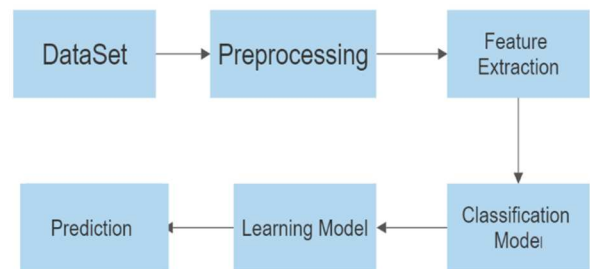 DataSet
Preprocessing
Feature
Extraction
Prediction
Learning Model
Classification
Model